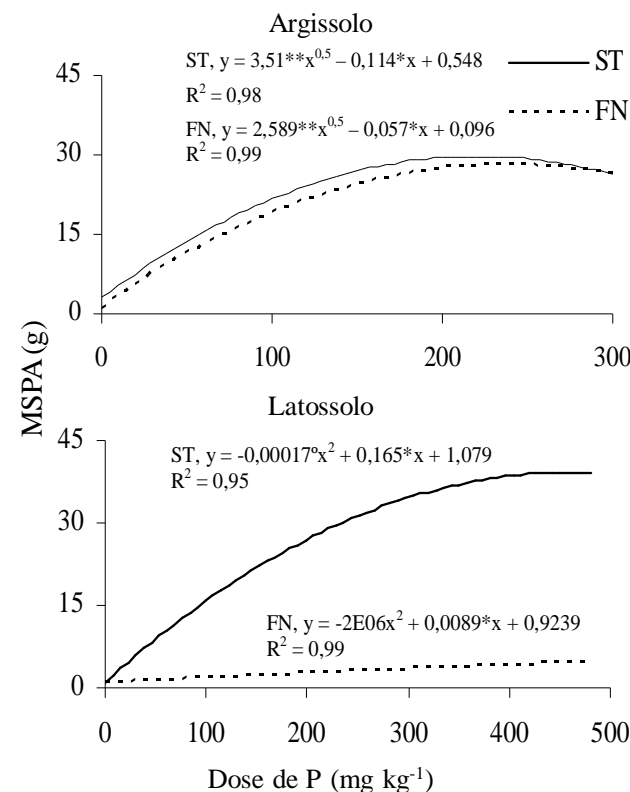 Argissolo
ST, y = 3,51**x^0,5 – 0,114*x + 0,548
R² = 0,98
FN, y = 2,589**x^0,5 – 0,057*x + 0,096
R² = 0,99
ST
FN
45
30
15
0
0 100 200 300
MSPA (g)
Latossolo
ST, y = -0,00017ºx² + 0,165*x + 1,079
R² = 0,95
FN, y = -2E06x² + 0,0089*x + 0,9239
R² = 0,99
45
30
15
0
0 100 200 300 400 500
Dose de P (mg kg⁻¹)